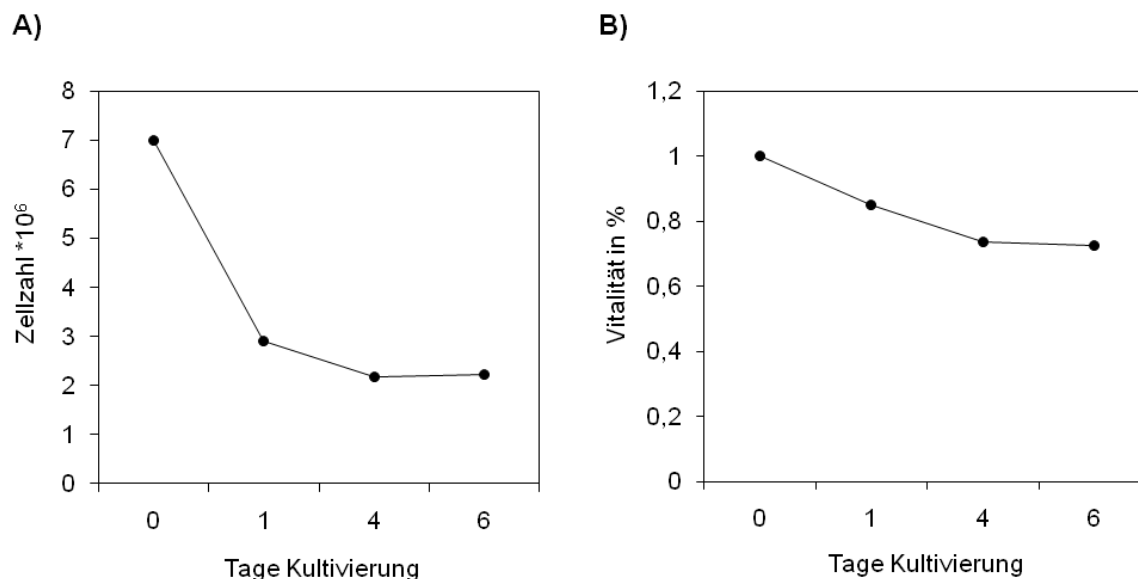 A)
8
7
6
5
4
3
2
1
0
Zellzahl *10⁶
0 1 4 6
Tage Kultivierung
B)
1,2
1
0,8
0,6
0,4
0,2
0
Vitalität in %
0 1 4 6
Tage Kultivierung